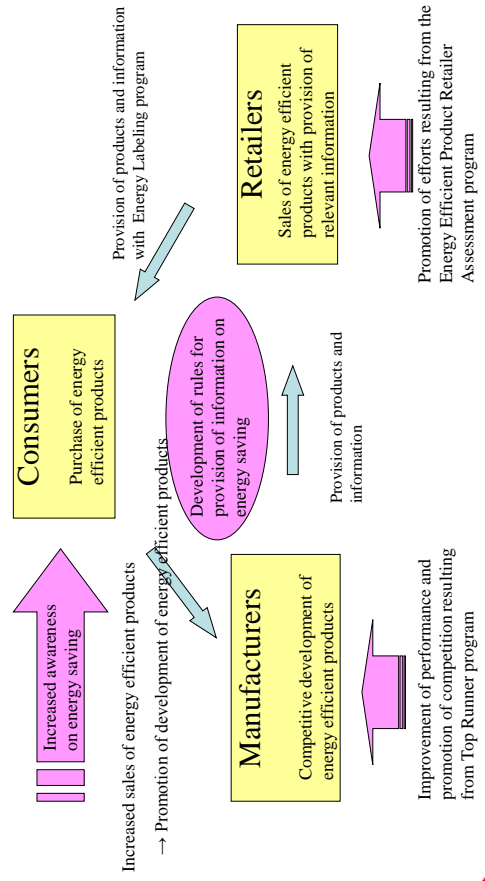 Increased awareness
on energy saving
Consumers
Purchase of energy
efficient products
Provision of products and information
with Energy Labeling program
Increased sales of energy efficient products
→ Promotion of development of energy efficient products
Development of rules for
provision of information on
energy saving
Manufacturers
Competitive development of
energy efficient products
Provision of products and
information
Retailers
Sales of energy efficient
products with provision of
relevant information
Improvement of performance and
promotion of competition resulting
from Top Runner program
Promotion of efforts resulting from the
Energy Efficient Product Retailer
Assessment program